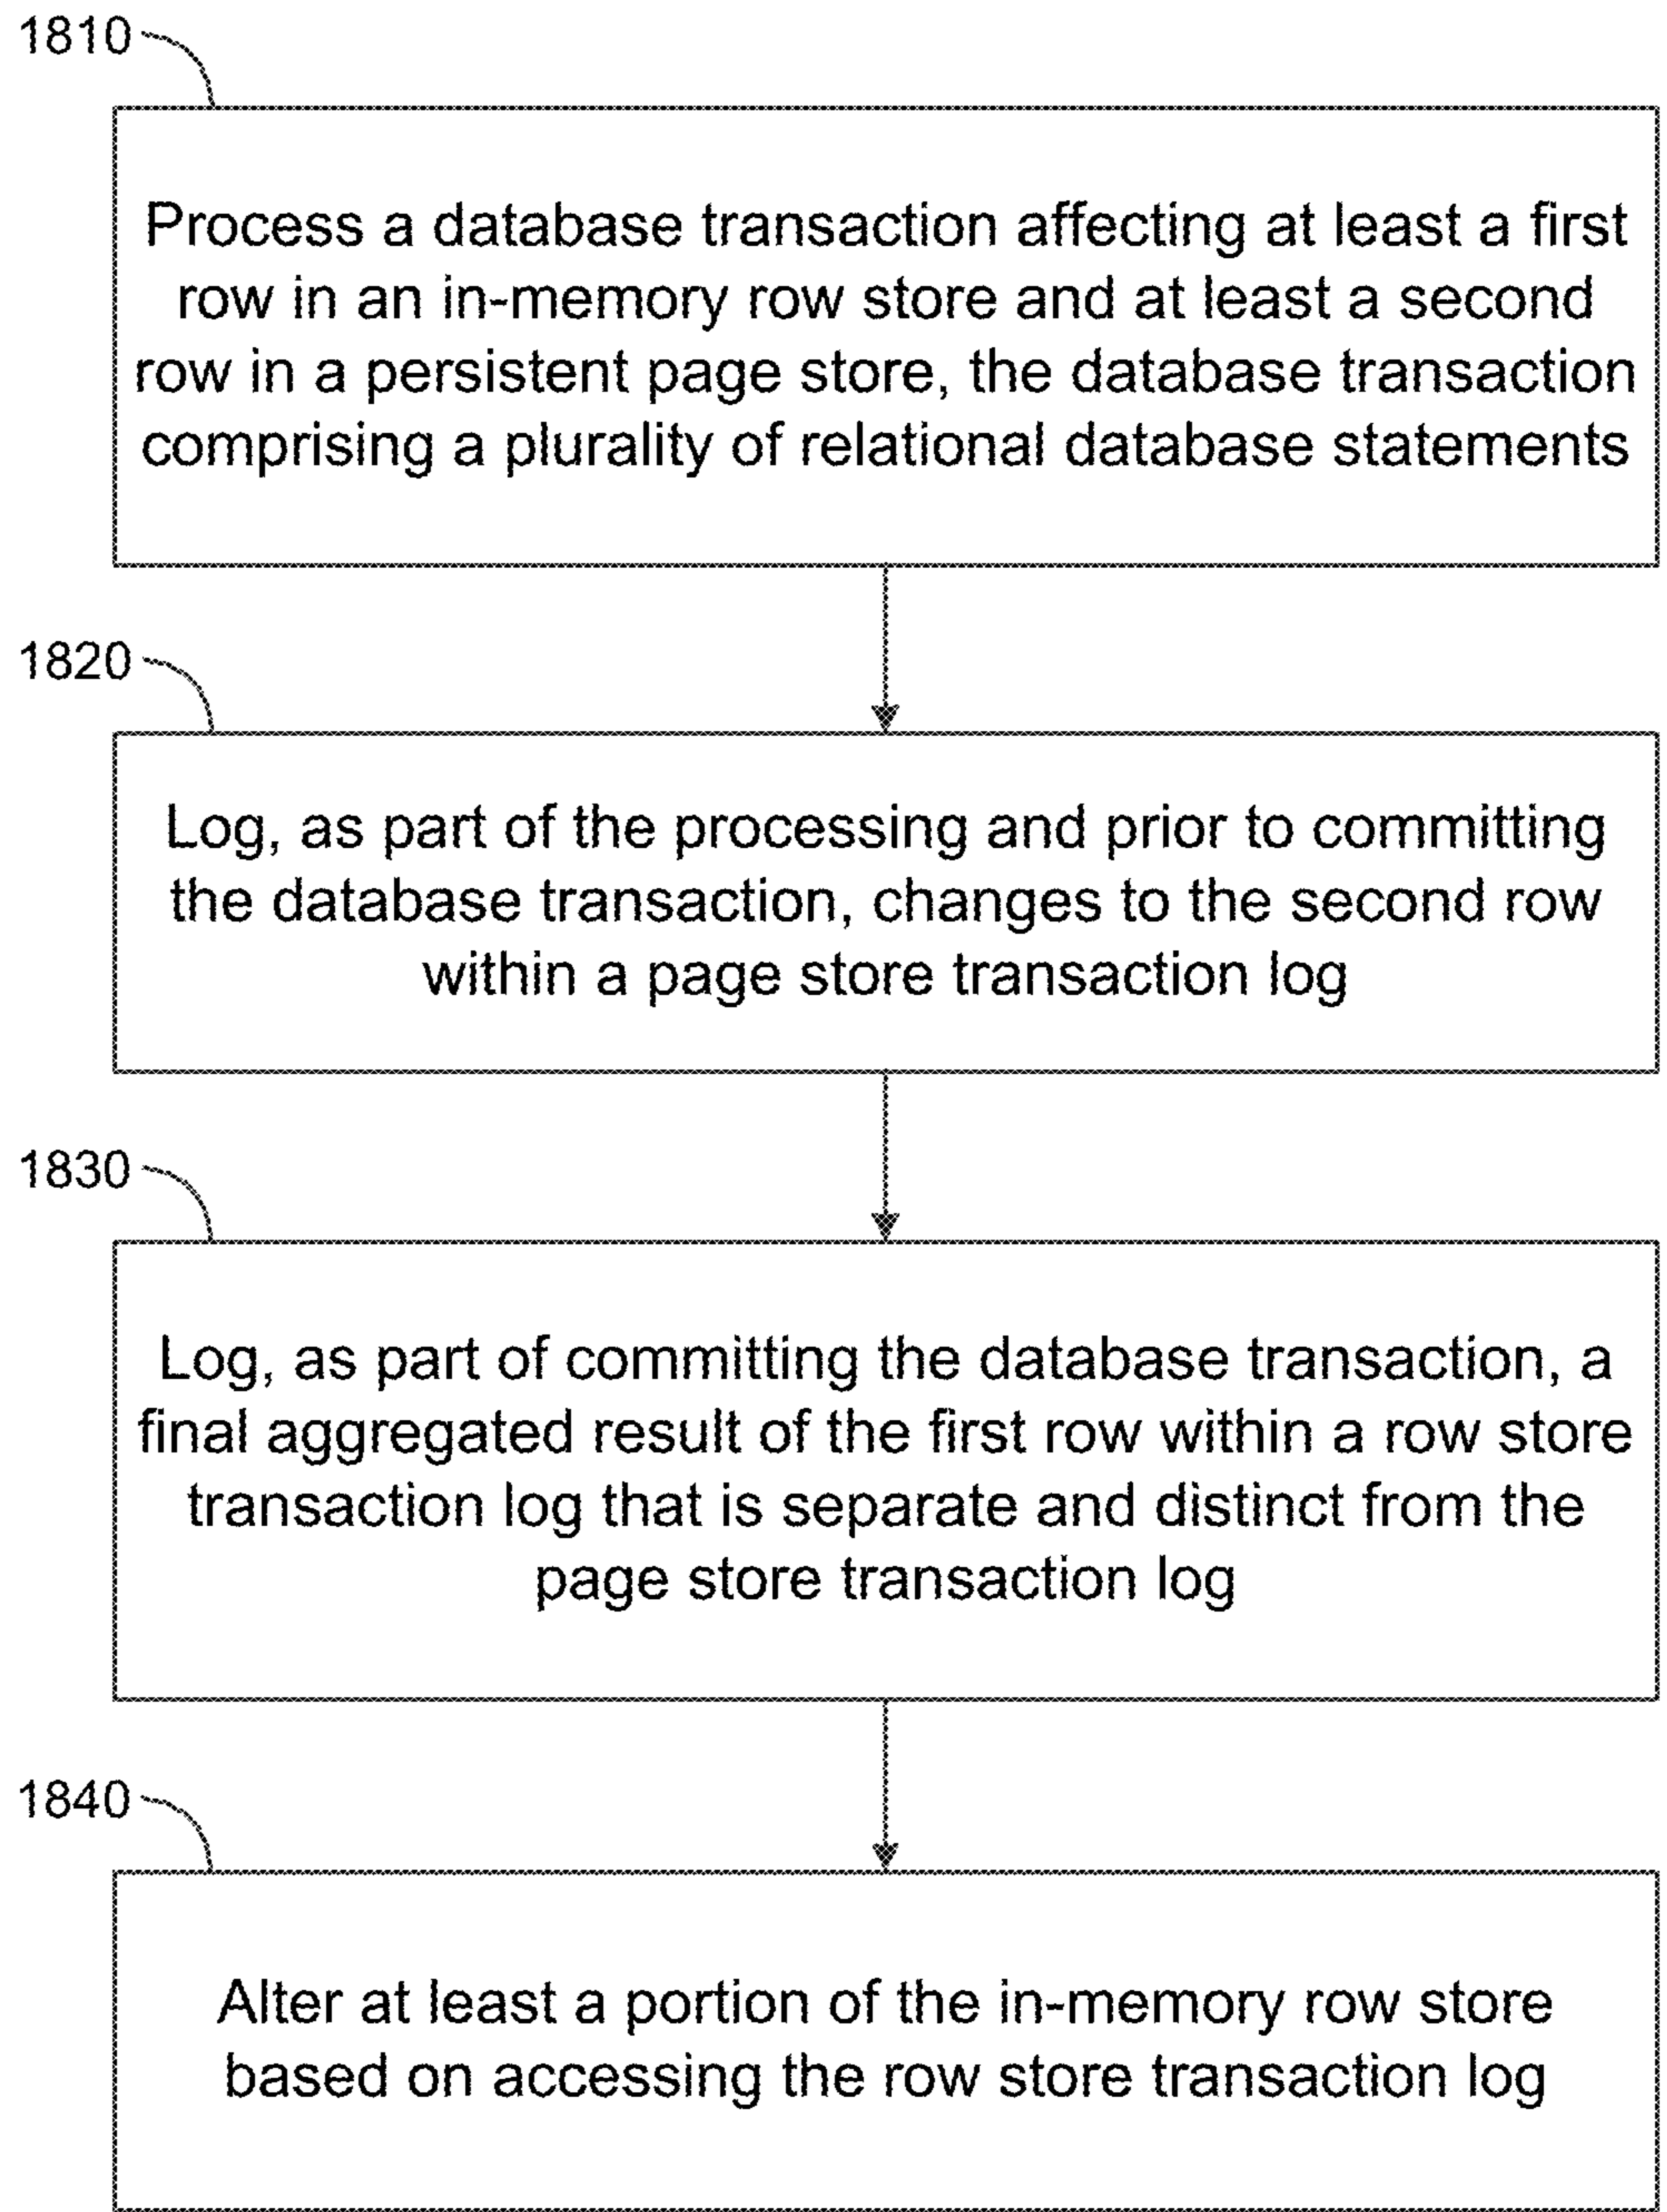 1810
Process a database transaction affecting at least a first
row in an in-memory row store and at least a second
row in a persistent page store, the database transaction
comprising a plurality of relational database statements
1820
Log, as part of the processing and prior to committing
the database transaction, changes to the second row
within a page store transaction log
1830
Log, as part of committing the database transaction, a
final aggregated result of the first row within a row store
transaction log that is separate and distinct from the
page store transaction log
1840
Alter at least a portion of the in-memory row store
based on accessing the row store transaction log